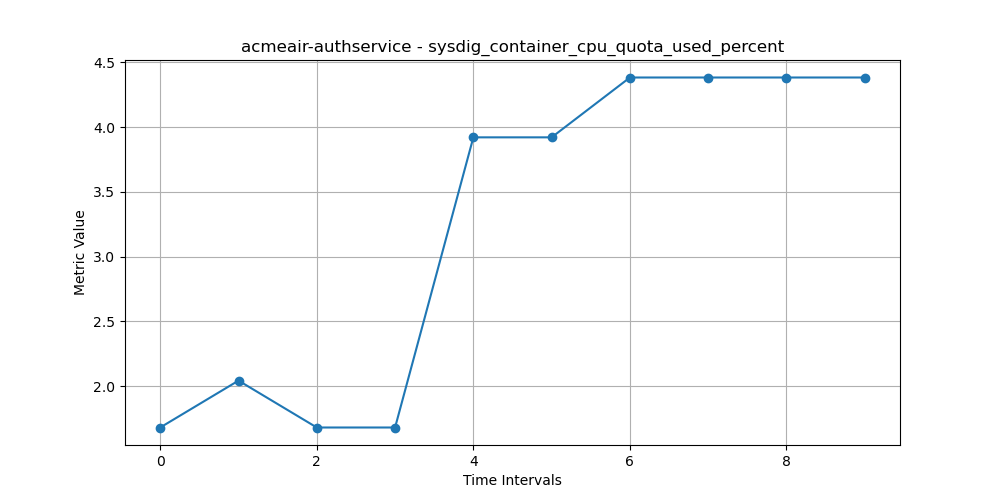 acmeair-authservice - sysdig_container_cpu_quota_used_percent
4.5
4.0
3.5
3.0
2.5
2.0
Metric Value
0 2 4 6 8
Time Intervals